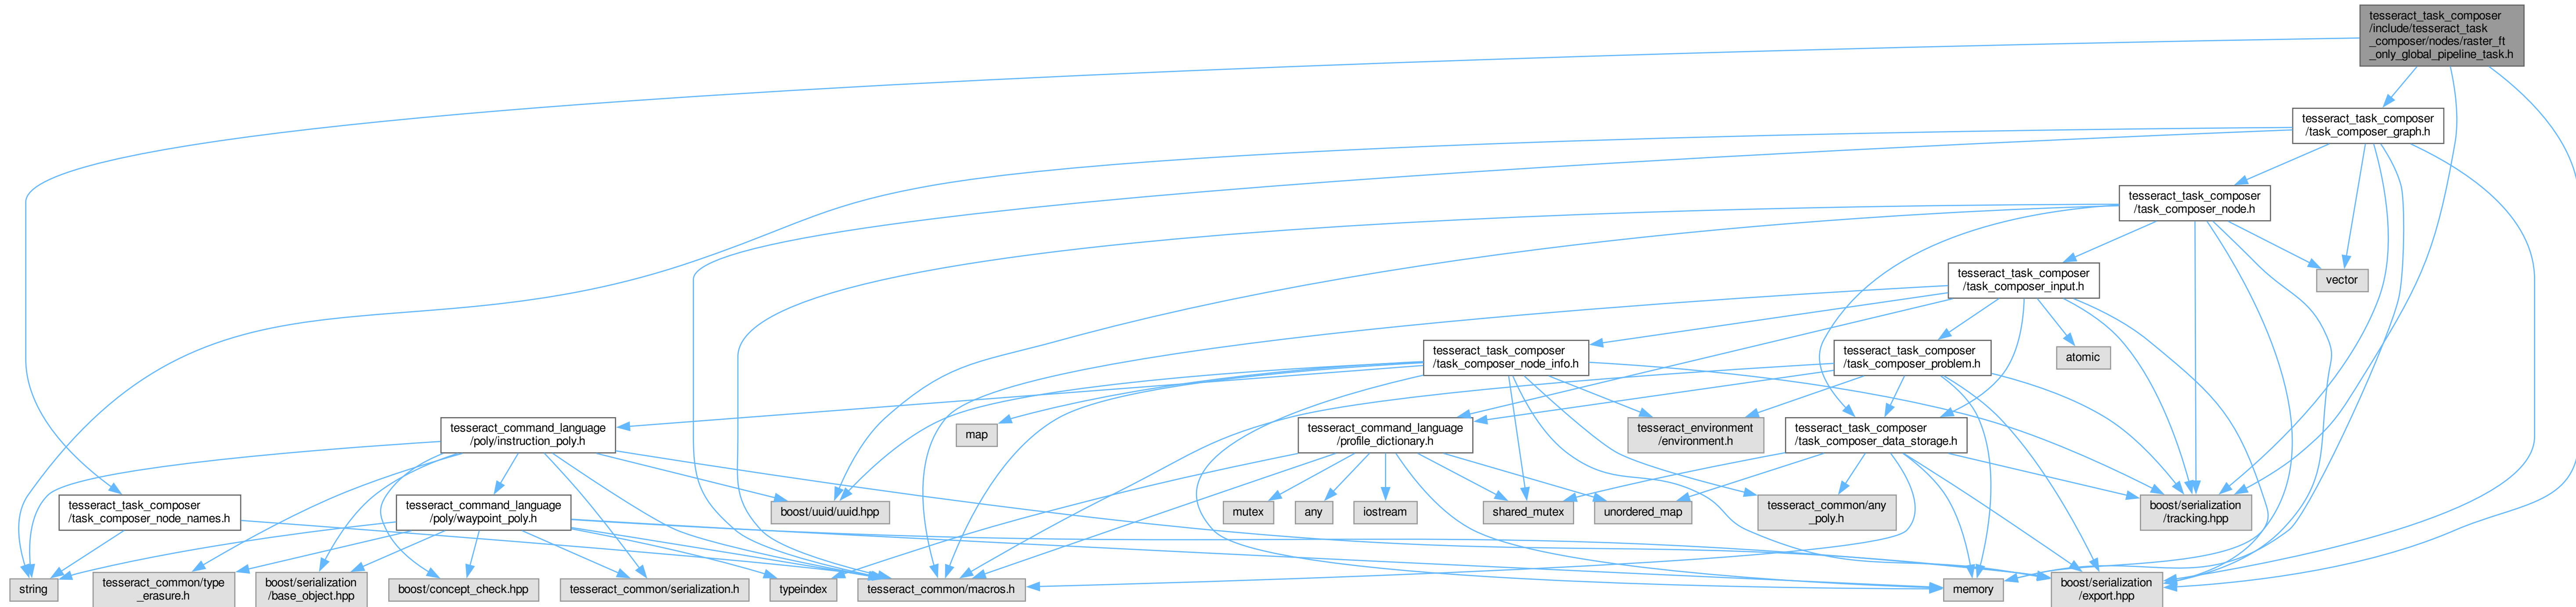 tesseract_task_composer
/include/tesseract_task
_composer/nodes/raster_ft
_only_global_pipeline_task.h
tesseract_task_composer
/task_composer_graph.h
tesseract_task_composer
/task_composer_node.h
tesseract_task_composer
/task_composer_input.h
vector
tesseract_task_composer
/task_composer_node_info.h
tesseract_task_composer
/task_composer_problem.h
atomic
tesseract_command_language
/poly/instruction_poly.h
map
tesseract_command_language
/profile_dictionary.h
tesseract_environment
/environment.h
tesseract_task_composer
/task_composer_data_storage.h
tesseract_task_composer
/task_composer_node_names.h
tesseract_command_language
/poly/waypoint_poly.h
boost/uuid/uuid.hpp
mutex
any
iostream
shared_mutex
unordered_map
tesseract_common/any
_poly.h
boost/serialization
/tracking.hpp
string
tesseract_common/type
_erasure.h
boost/serialization
/base_object.hpp
boost/concept_check.hpp
tesseract_common/serialization.h
typeindex
tesseract_common/macros.h
memory
boost/serialization
/export.hpp